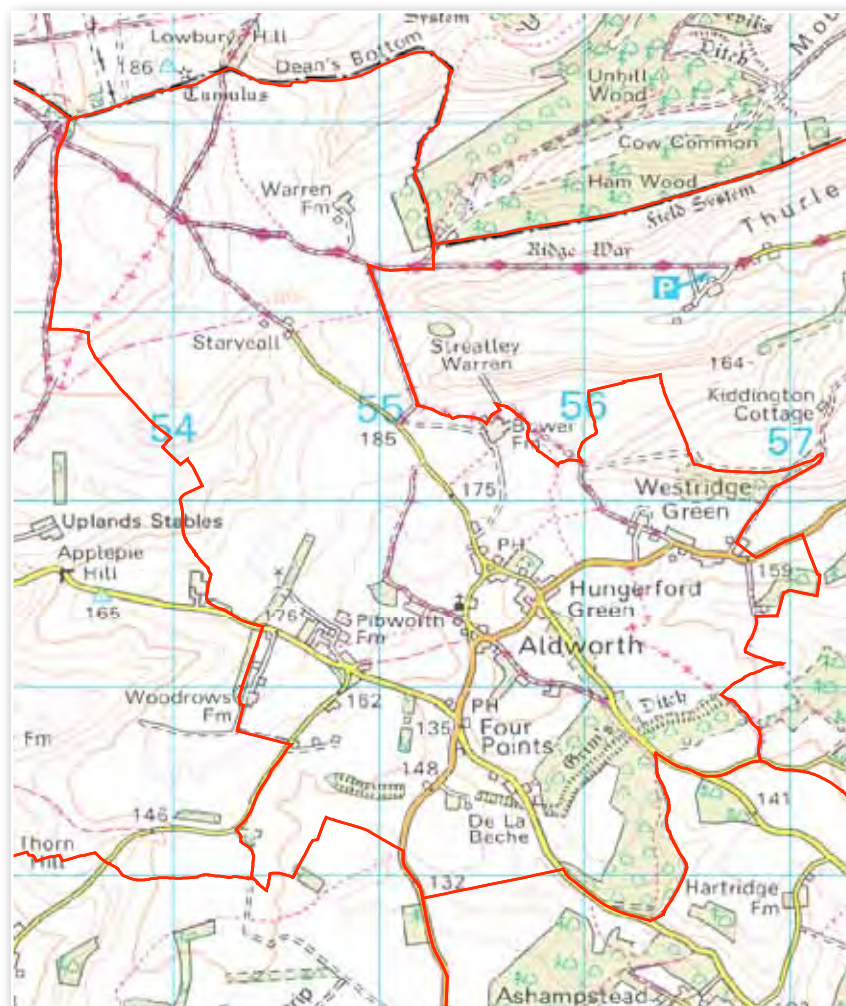 System
Devil's
Ditch
Lowbury Hill
Dean's Bottom
186
Tumulus
Unhill
Wood
Cow Common
Ham Wood
Field System
Thurle
Warren
Fm
Ridge Way
P
Starveall
Streatley
Warren
164
Kiddington
Cottage
54
55
56
57
185
Bower
Fm
175
Westridge
Green
Uplands Stables
PH
159
Applepie
Hill
165
176
Pibworth
Fm
Hungerford
Green
Aldworth
Woodrows
Fm
162
PH
135
Four
Points
Grim's
Ditch
Fm
148
146
De La
Beche
141
Thorn
Hill
132
Hartridge
Fm
Ashampstead